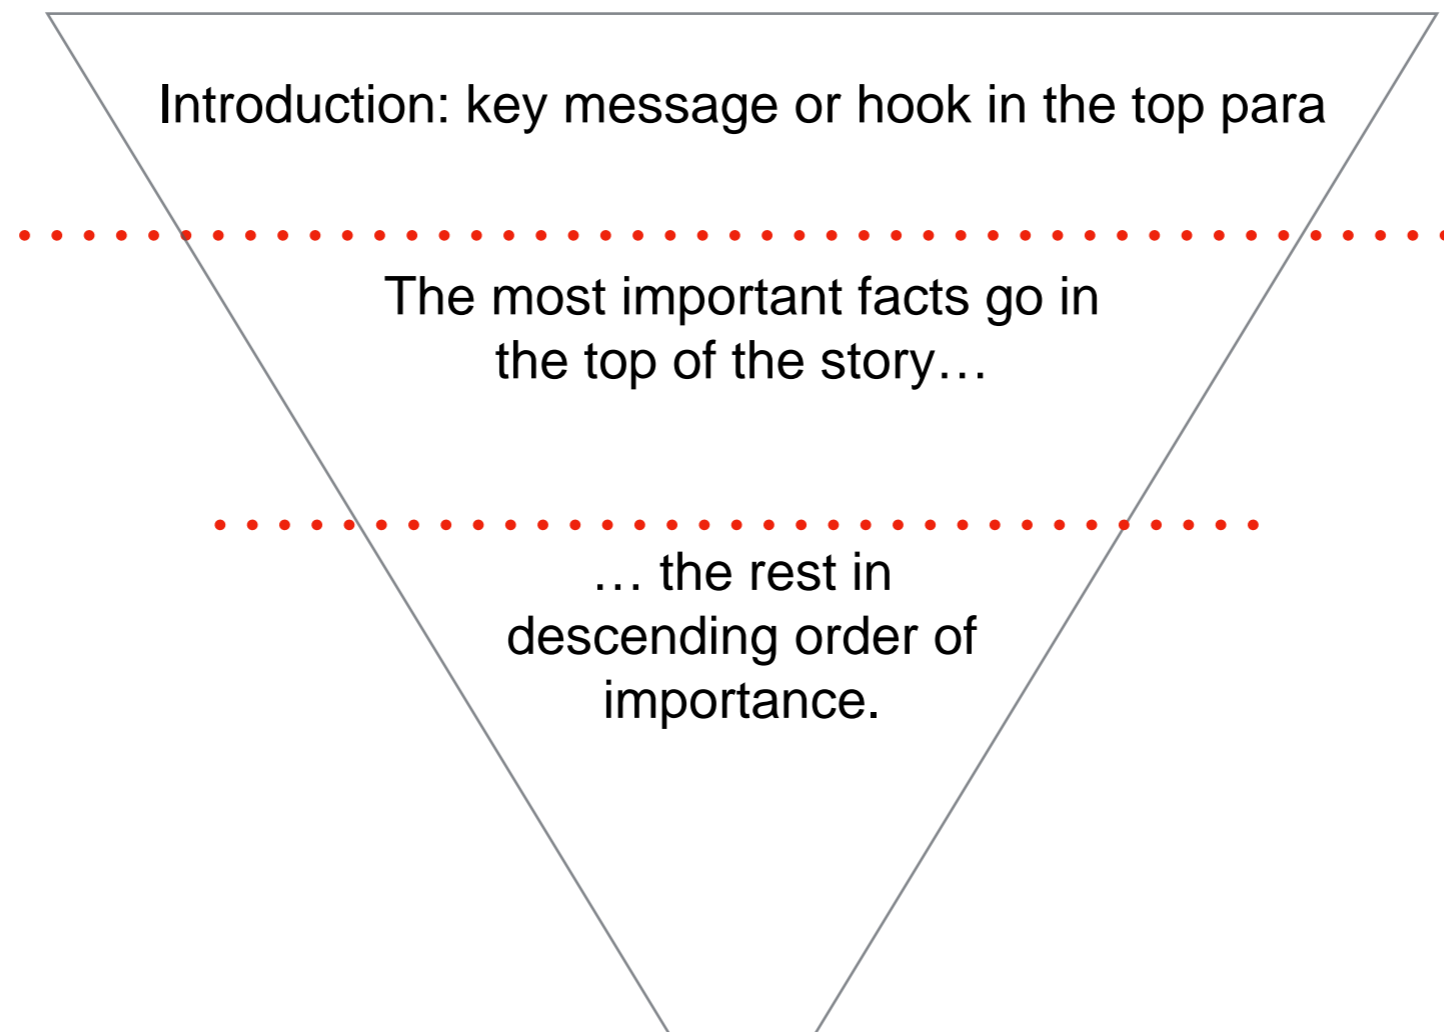 Introduction: key message or hook in the top para
The most important facts go in
the top of the story…
… the rest in
descending order of
importance.